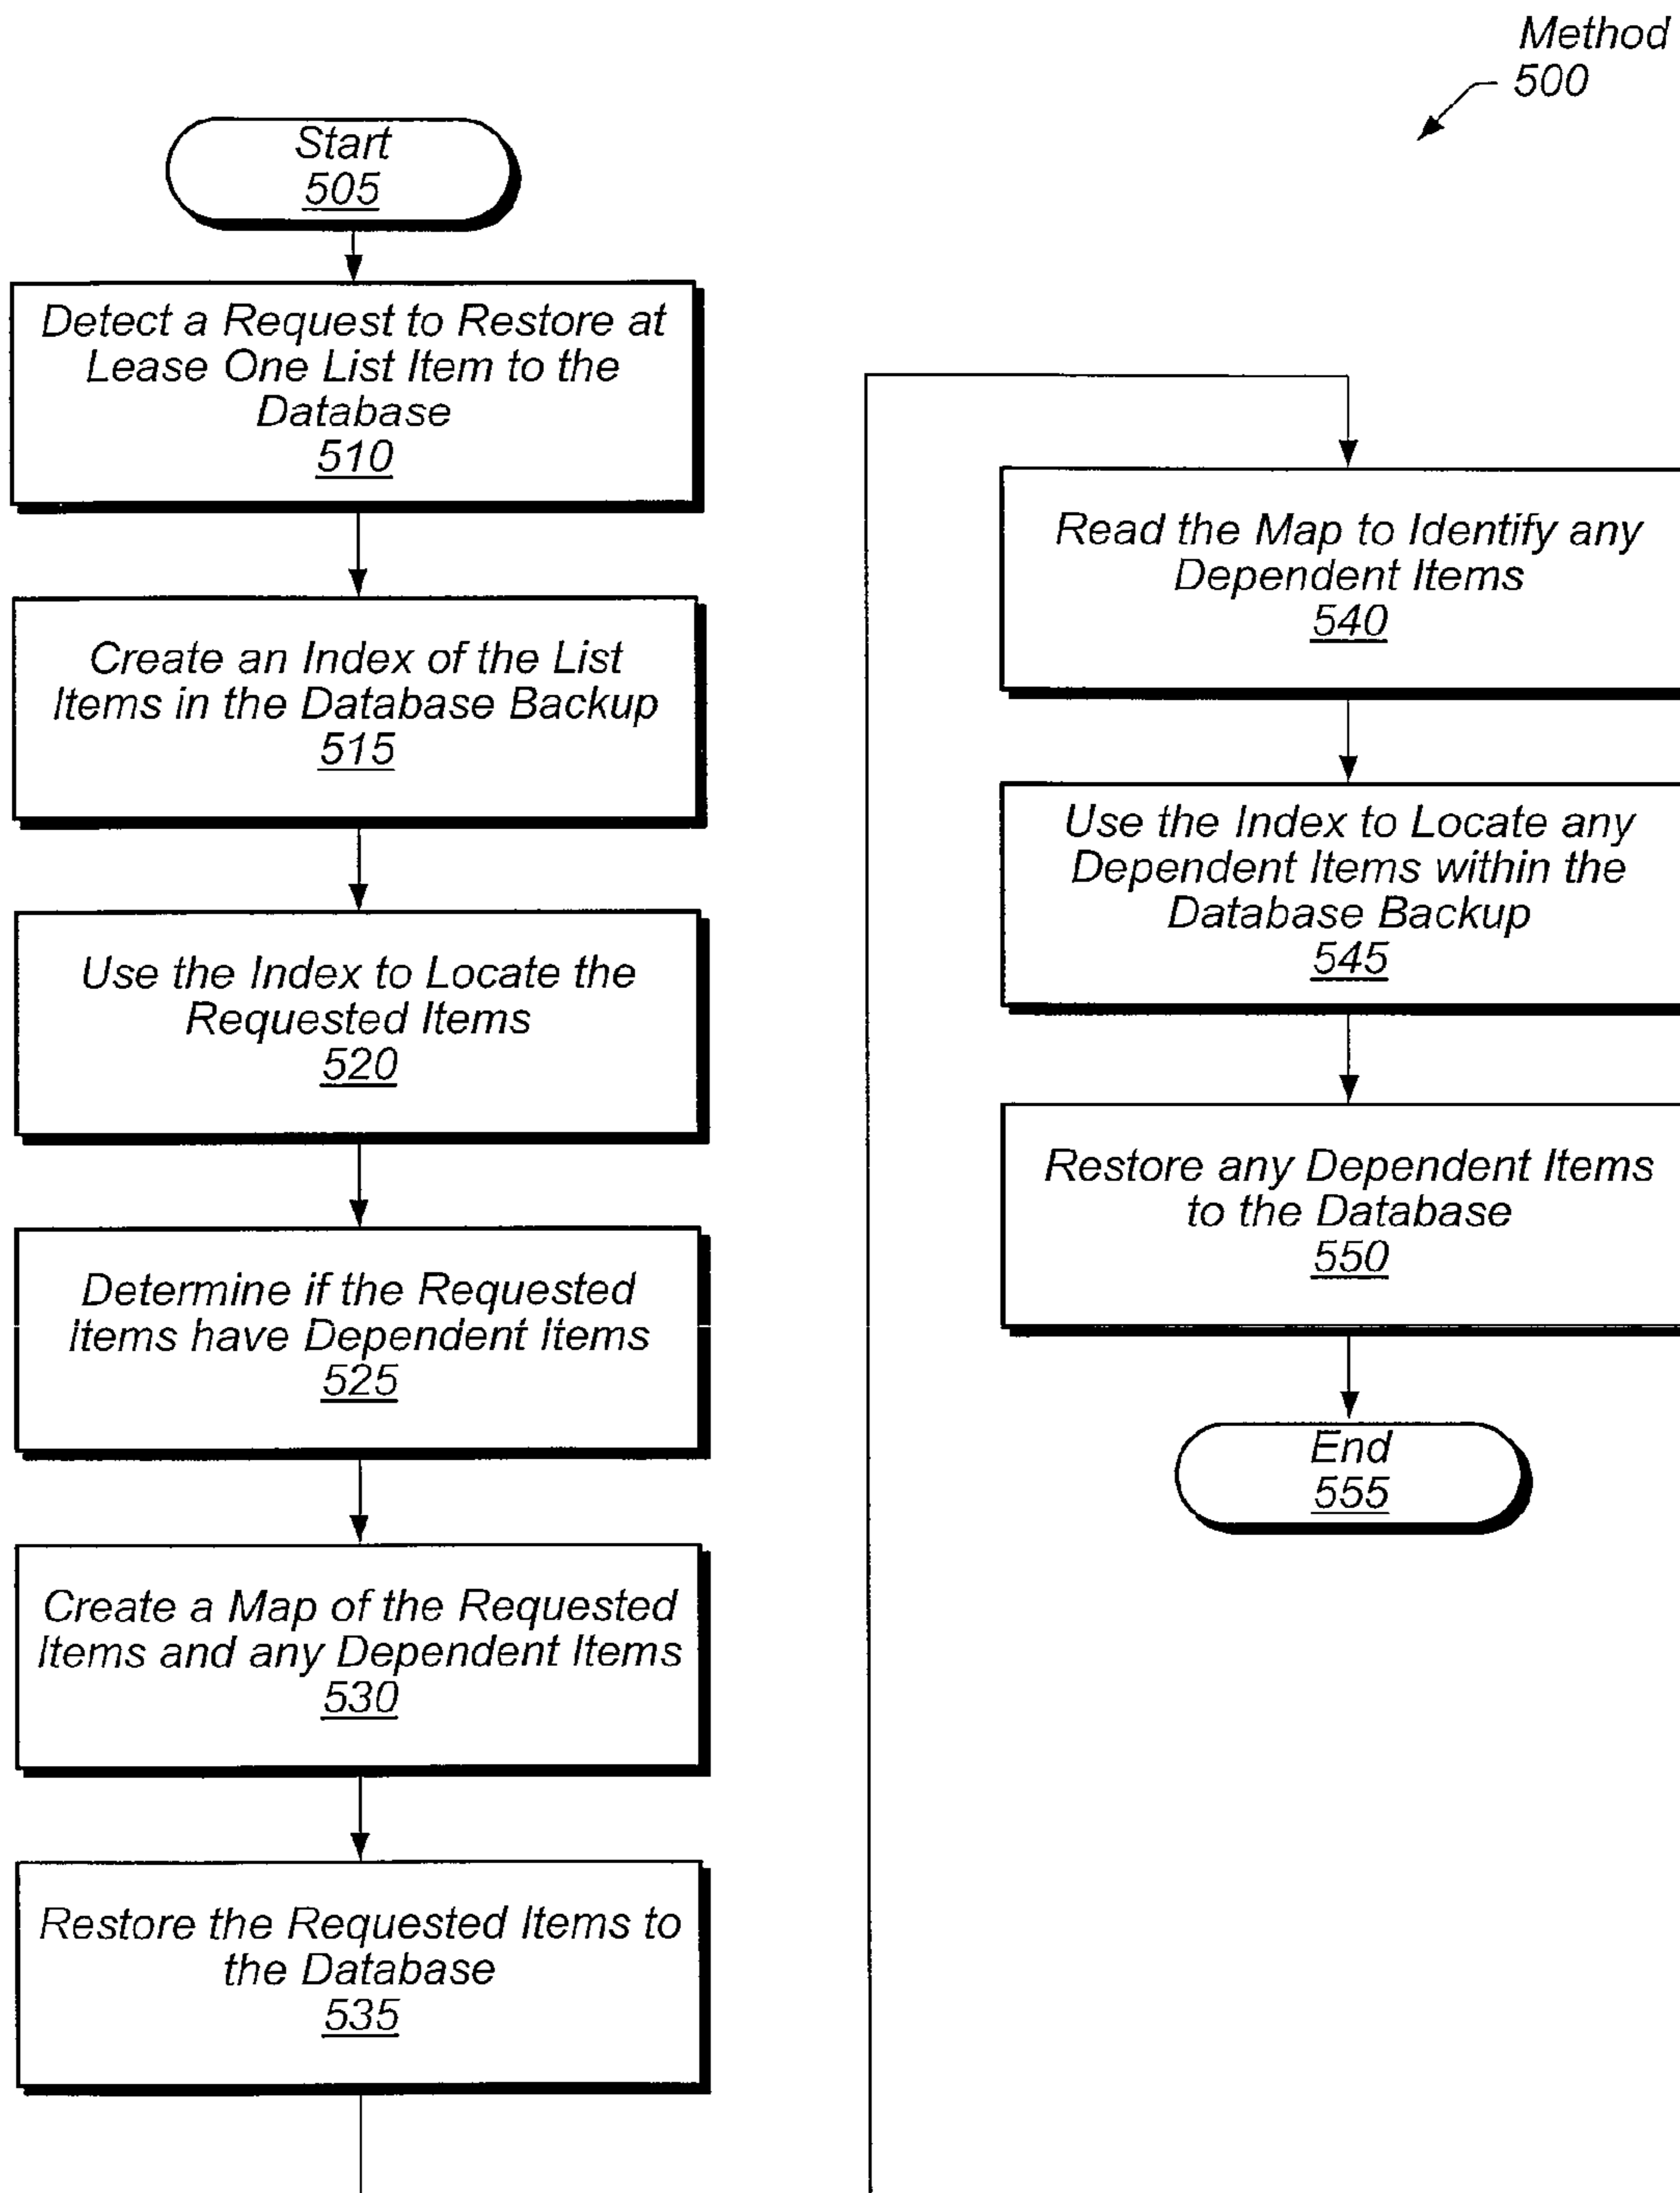 Method
500
Start
505
Detect a Request to Restore at
Lease One List Item to the
Database
510
Create an Index of the List
Items in the Database Backup
515
Use the Index to Locate the
Requested Items
520
Determine if the Requested
Items have Dependent Items
525
Create a Map of the Requested
Items and any Dependent Items
530
Restore the Requested Items to
the Database
535
Read the Map to Identify any
Dependent Items
540
Use the Index to Locate any
Dependent Items within the
Database Backup
545
Restore any Dependent Items
to the Database
550
End
555